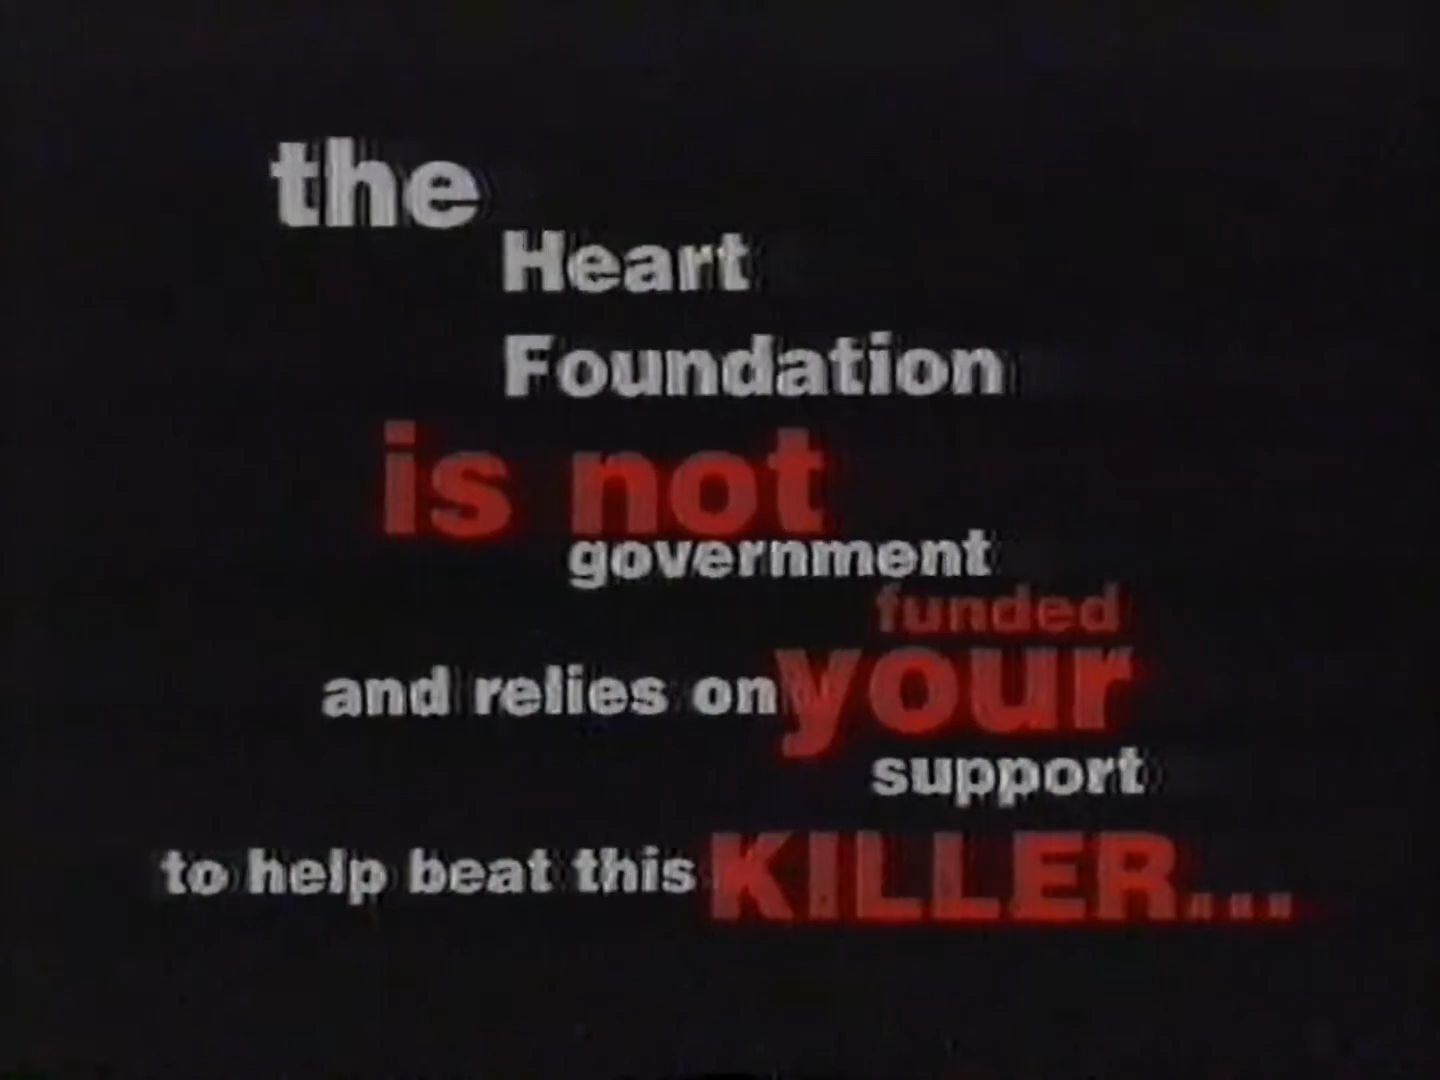 the
Heart
Foundation
is not
government
funded
and relies on your
support
to help beat this KILLER...